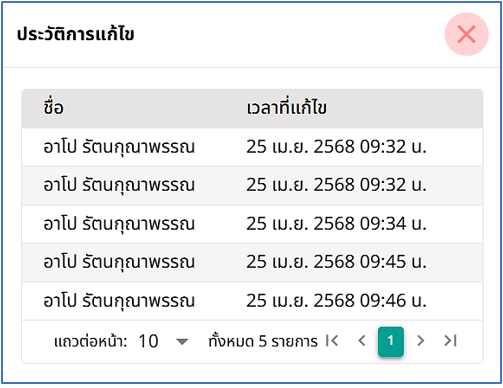 ประวัติการแก้ไข
ชื่อ เวลาที่แก้ไข
อาโป รัตนกุณาพรรณ 25 เม.ย. 2568 09:32 น.
อาโป รัตนกุณาพรรณ 25 เม.ย. 2568 09:32 น.
อาโป รัตนกุณาพรรณ 25 เม.ย. 2568 09:34 น.
อาโป รัตนกุณาพรรณ 25 เม.ย. 2568 09:45 น.
อาโป รัตนกุณาพรรณ 25 เม.ย. 2568 09:46 น.
แถวต่อหน้า: 10 ทั้งหมด 5 รายการ 1